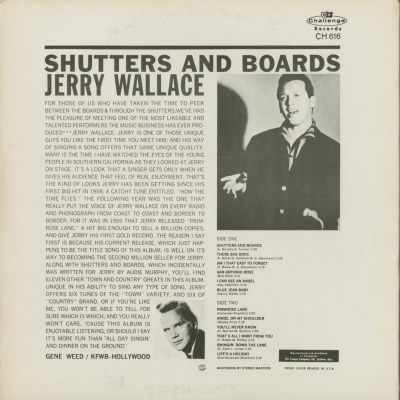 Challenge
Records
CH 616
SHUTTERS AND BOARDS
JERRY WALLACE
FOR THOSE OF US WHO HAVE TAKEN THE TIME TO PEER
BETWEEN THE BOARDS & THROUGH THE SHUTTERS, WE'VE HAD
THE PLEASURE OF MEETING ONE OF THE MOST LIKEABLE AND
TALENTED PERFORMERS THE MUSIC BUSINESS HAS EVER PRO-
DUCED***JERRY WALLACE. JERRY IS ONE OF THOSE UNIQUE
GUYS YOU LIKE THE FIRST TIME YOU MEET HIM; AND HIS WAY
OF SINGING A SONG OFFERS THAT SAME UNIQUE QUALITY.
MANY IS THE TIME I HAVE WATCHED THE EYES OF THE YOUNG
PEOPLE IN SOUTHERN CALIFORNIA AS THEY LOOKED AT JERRY
ON STAGE. IT'S A LOOK THAT A SINGER GETS ONLY WHEN HE
GIVES HIS AUDIENCE THAT FEEL OF REAL ENJOYMENT. THAT'S
THE KIND OF LOOKS JERRY HAS BEEN GETTING SINCE HIS
FIRST BIG HIT IN 1958; A CATCHY TUNE ENTITLED, "HOW THE
TIME FLIES." THE FOLLOWING YEAR WAS THE ONE THAT
REALLY PUT THE VOICE OF JERRY WALLACE ON EVERY RADIO
AND PHONOGRAPH FROM COAST TO COAST AND BORDER TO
BORDER, FOR IT WAS IN 1959 THAT JERRY RELEASED "PRIM-
ROSE LANE," A HIT BIG ENOUGH TO SELL A MILLION COPIES,
AND GIVE JERRY HIS FIRST GOLD RECORD. THE REASON I SAY
FIRST IS BECAUSE HIS CURRENT RELEASE, WHICH JUST HAP-
PENS TO BE THE TITLE SONG OF THIS ALBUM, IS WELL ON ITS
WAY TO BECOMING THE SECOND MILLION SELLER FOR JERRY.
ALONG WITH SHUTTERS AND BOARDS, WHICH INCIDENTALLY
WAS WRITTEN FOR JERRY BY AUDIE MURPHY, YOU'LL FIND
ELEVEN OTHER TOWN AND COUNTRY GREATS IN THIS ALBUM.
UNIQUE IN HIS ABILITY TO SING ANY TYPE OF SONG, JERRY
OFFERS SIX TUNES OF THE "TOWN" VARIETY, AND SIX OF
"COUNTRY" BRAND. OR IF YOU'RE LIKE
ME, YOU WON'T BE ABLE TO TELL FOR
SURE WHICH IS WHICH; AND YOU REALLY
WON'T CARE, 'CAUSE THIS ALBUM IS
ENJOYABLE LISTENING, OR SHOULD I SAY
IT'S MORE FUN THAN "ALL DAY SINGIN'
AND DINNER ON THE GROUND"
GENE WEED / KFWB-HOLLYWOOD
SIDE ONE
SHUTTERS AND BOARDS
THERE SHE GOES
AM I THAT EASY TO FORGET
SAN ANTONIO ROSE
I CAN SEE AN ANGEL
BLUE JEAN BABY
SIDE TWO
PRIMROSE LANE
ANGEL ON MY SHOULDER
YOU'LL NEVER KNOW
THAT'S ALL I WANT FROM YOU
SWINGIN' DOWN THE LANE
LIFE'S A HOLIDAY
MASTERING BY STEREO MASTERS
FRONT COVER PRINTED IN U.S.A.